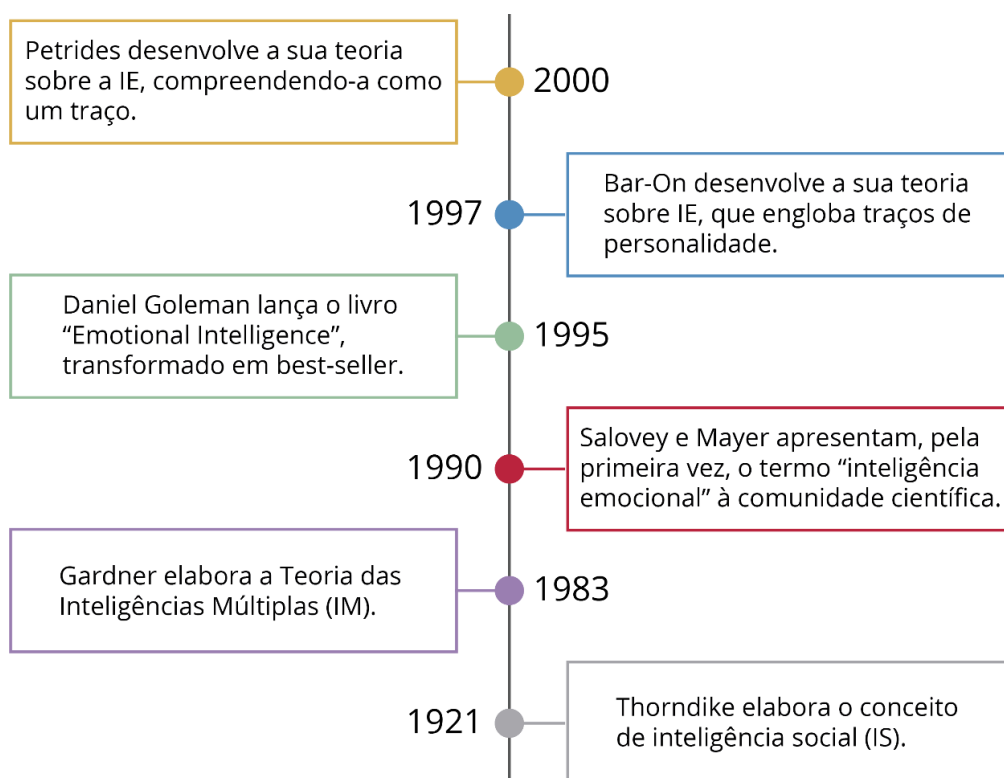 Petrides desenvolve a sua teoria
sobre a IE, compreendendo-a como
um traço.
2000
Bar-On desenvolve a sua teoria
sobre IE, que engloba traços de
personalidade.
1997
Daniel Goleman lança o livro
“Emotional Intelligence”,
transformado em best-seller.
1995
Salovey e Mayer apresentam, pela
primeira vez, o termo “inteligência
emocional” à comunidade científica.
1990
Gardner elabora a Teoria das
Inteligências Múltiplas (IM).
1983
Thorndike elabora o conceito
de inteligência social (IS).
1921